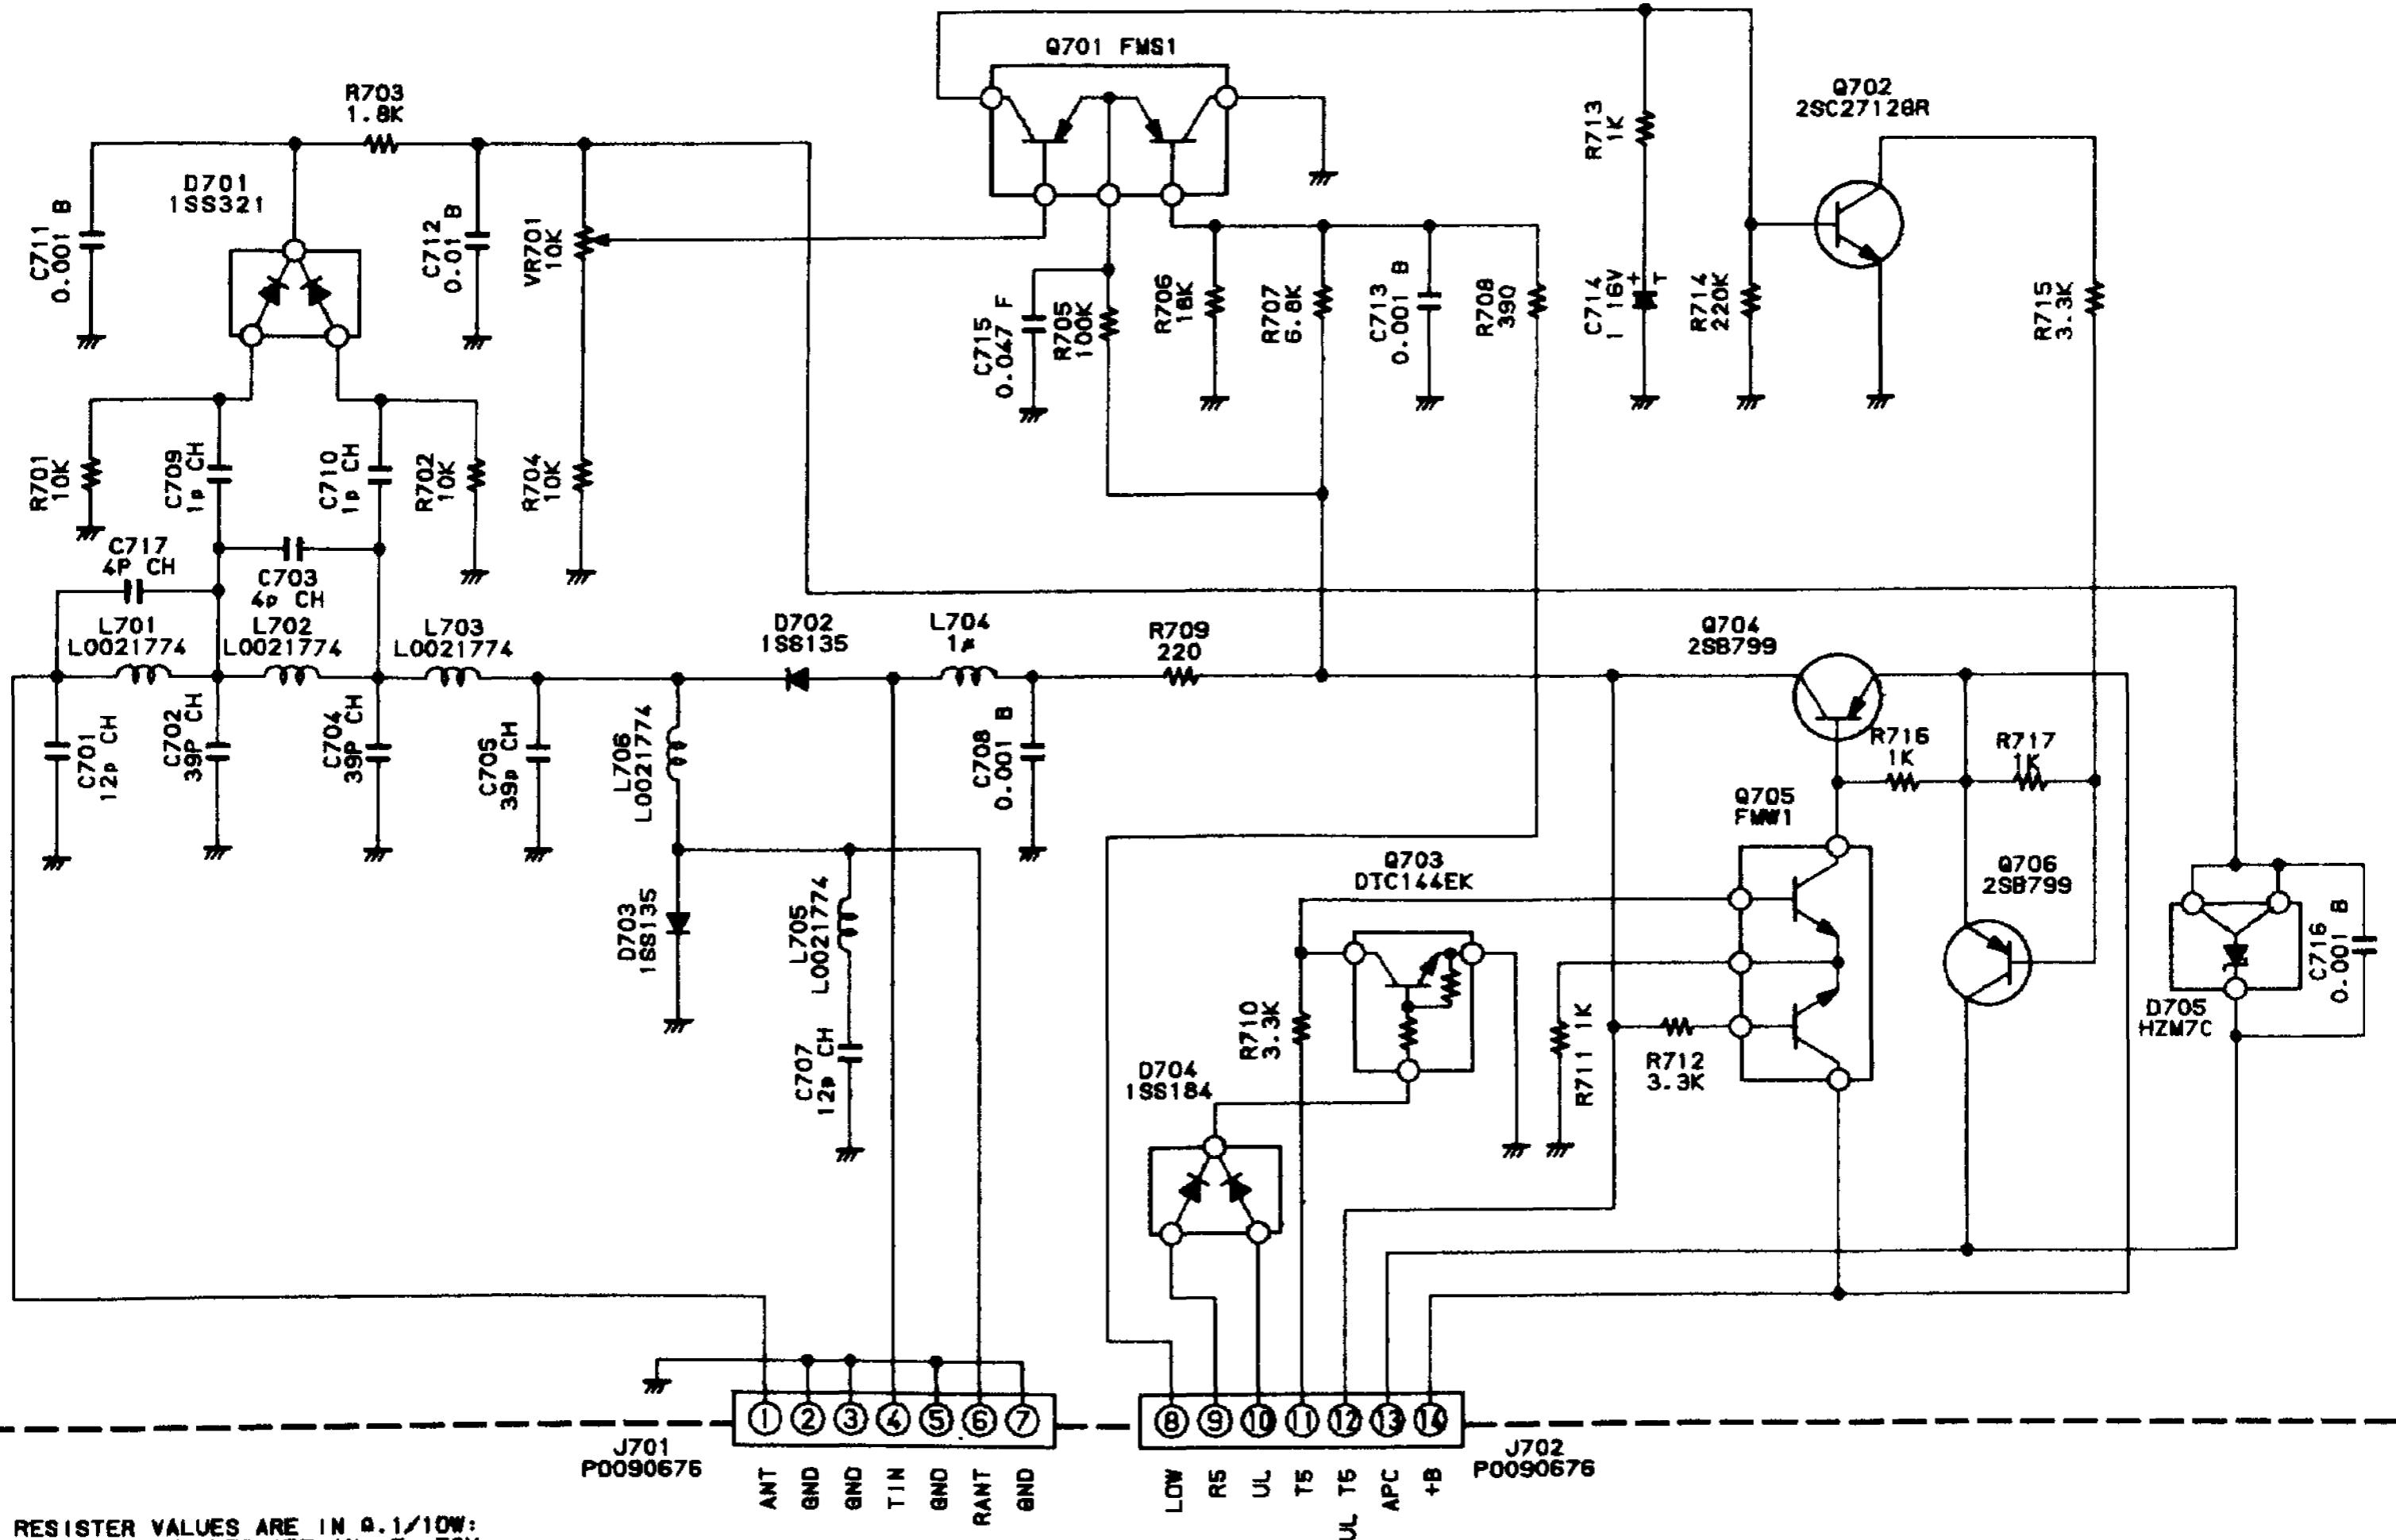 Q701 FMS1
R703
1.8K
D701
1SS321
C711
0.001 B
C712
0.01 B
VR701
10K
R713
1K
Q702
2SC2712GR
C715
0.047 F
R705
100K
R706
18K
R707
6.8K
C713
0.001 B
R708
390
C714
1 16V
+
T
R714
220K
R715
3.3K
R701
10K
C709
1p CH
C710
1p CH
R702
10K
R704
10K
C717
4P CH
C703
4p CH
L701
L0021774
L702
L0021774
L703
L0021774
D702
1SS135
L704
1µ
R709
220
Q704
2SB799
C701
12p CH
C702
39P CH
C704
39P CH
C705
39p CH
L706
L0021774
C708
0.001 B
R716
1K
R717
1K
Q705
FMW1
Q703
DTC144EK
Q706
2SB799
D703
1SS135
L705
L0021774
C707
12p CH
R710
3.3K
R711 1K
R712
3.3K
D705
HZM7C
C716
0.001 B
D704
1SS184
1 2 3 4 5 6 7
8 9 10 11 12 13 14
J701
P0090676
J702
P0090676
ANT
GND
GND
TIN
GND
RANT
GND
LOW
R5
UL
T5
UL T5
APC
+B
RESISTER VALUES ARE IN Ω.1/10W: